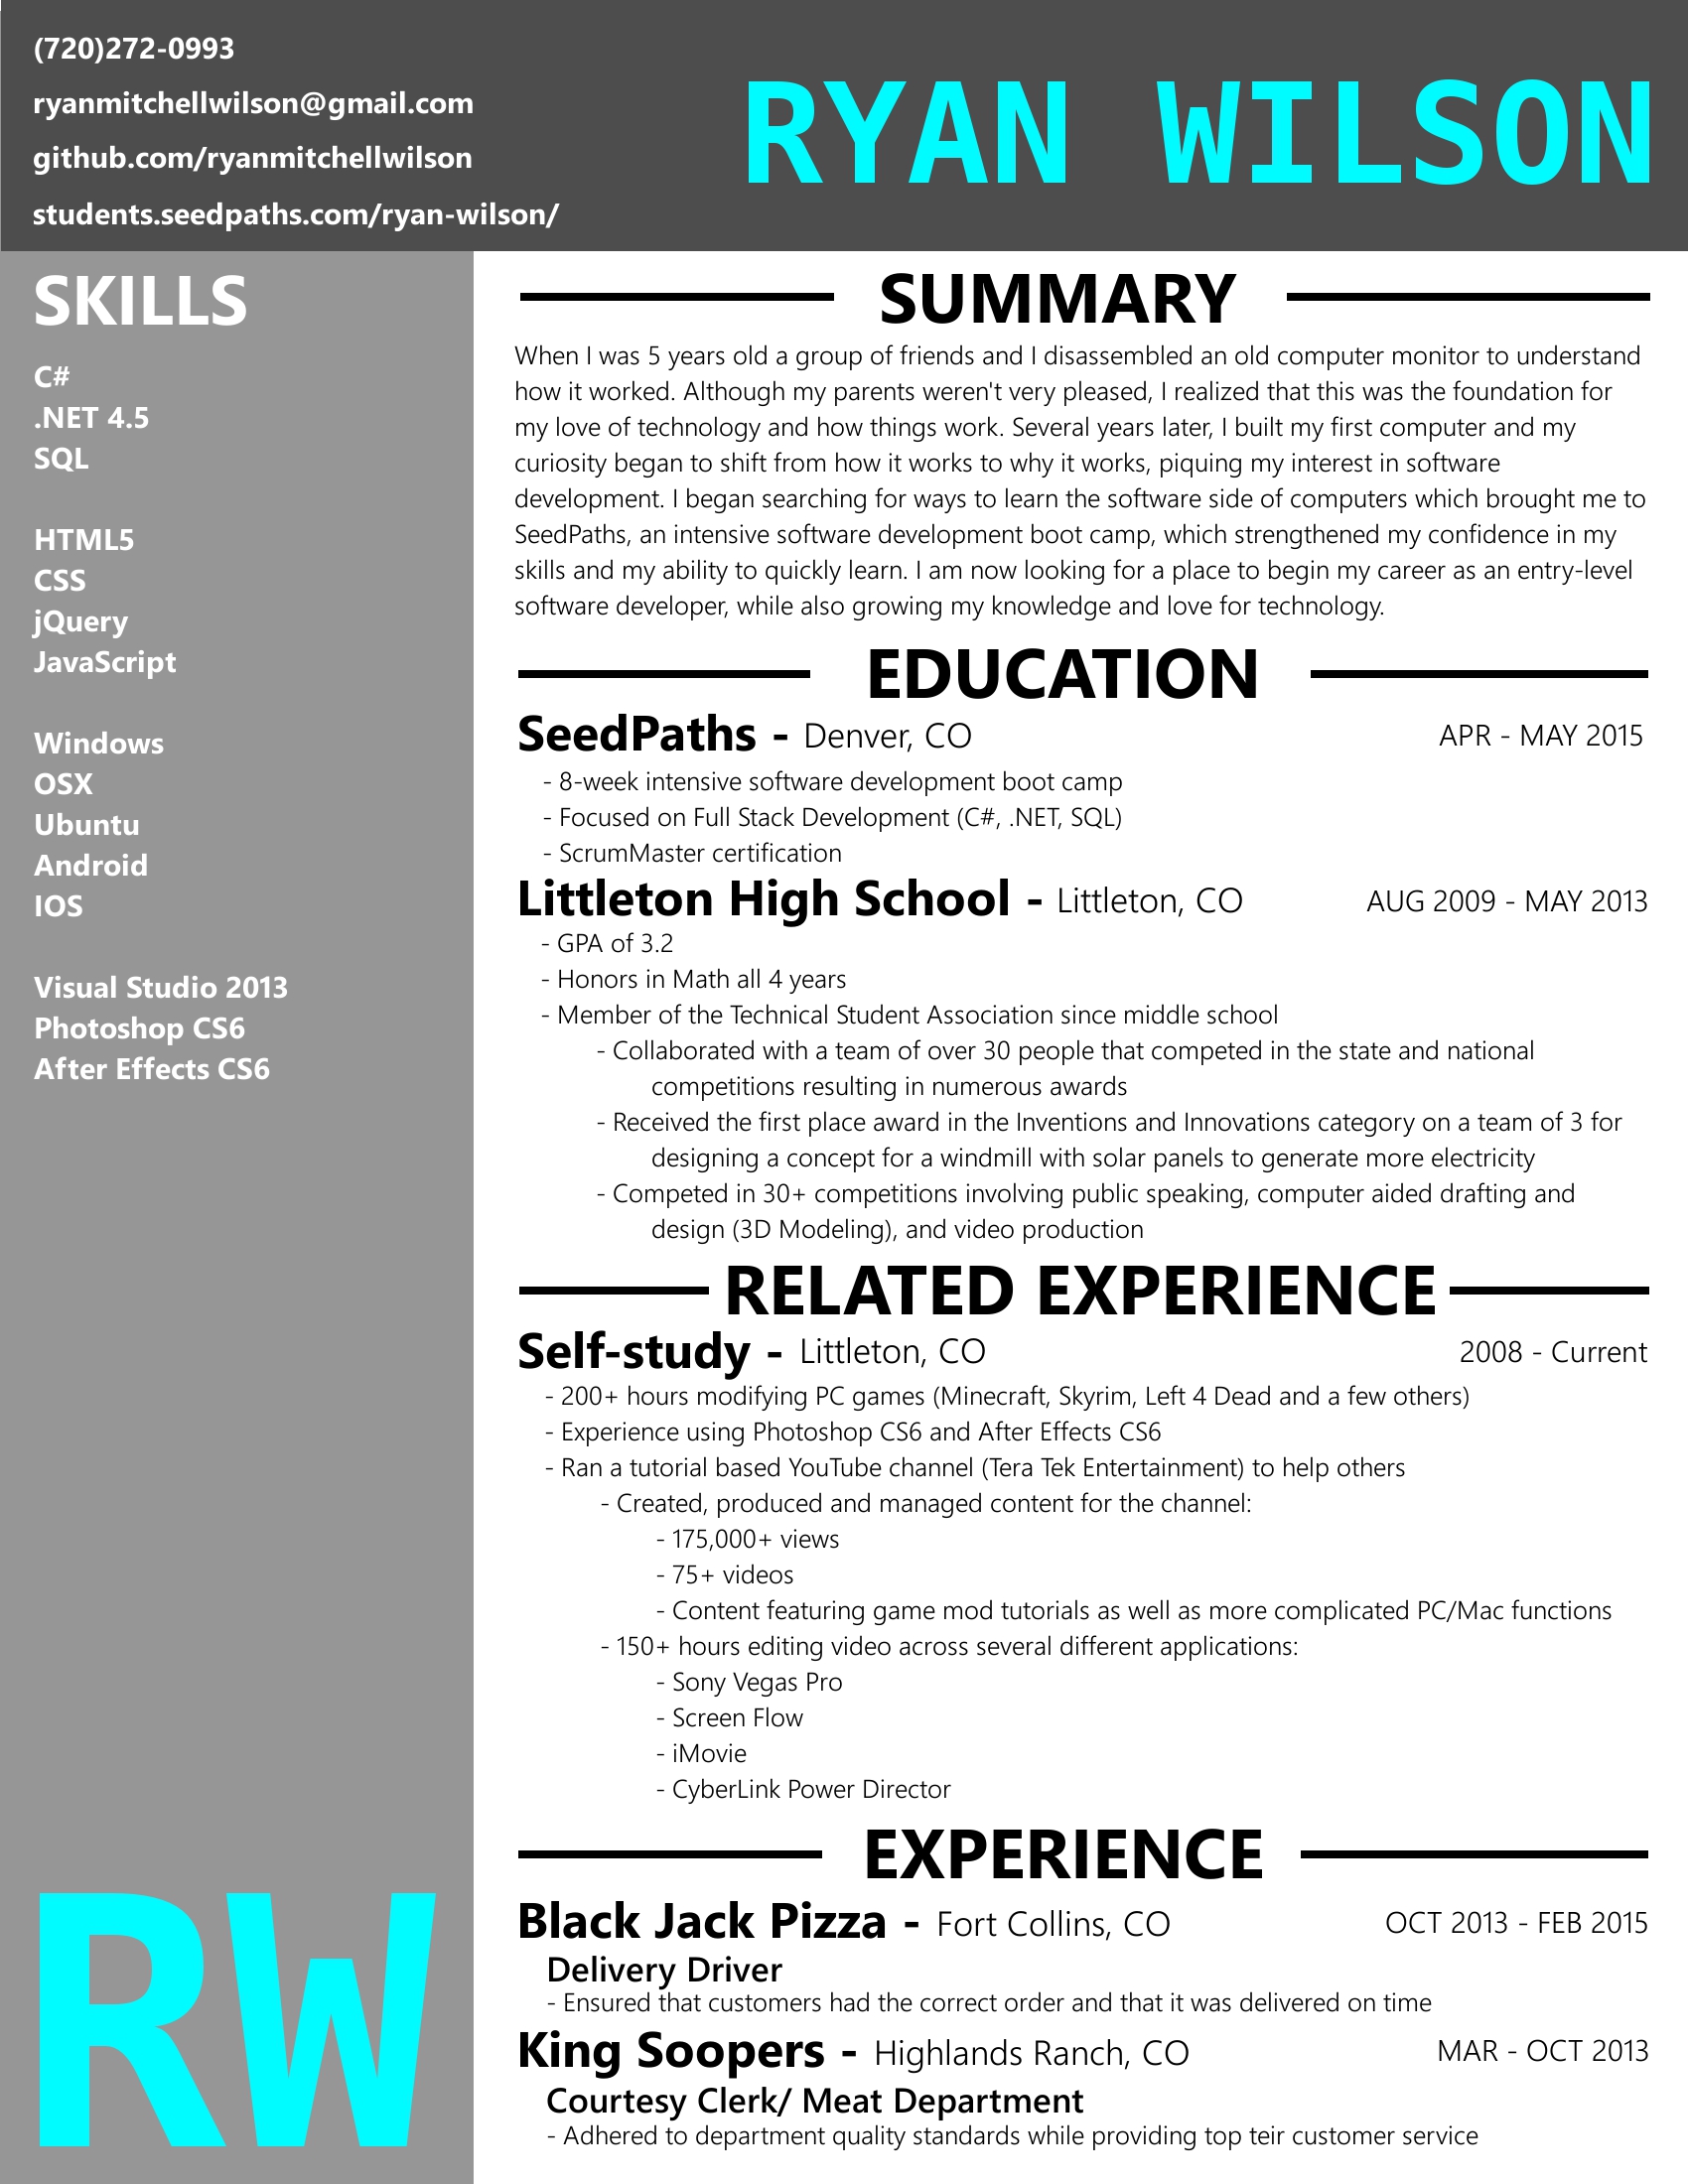 (720)272-0993
ryanmitchellwilson@gmail.com
github.com/ryanmitchellwilson
students.seedpaths.com/ryan-wilson/
RYAN WILSON
SKILLS
C#
.NET 4.5
SQL
HTML5
CSS
jQuery
JavaScript
Windows
OSX
Ubuntu
Android
IOS
Visual Studio 2013
Photoshop CS6
After Effects CS6
RW
SUMMARY
When I was 5 years old a group of friends and I disassembled an old computer monitor to understand
how it worked. Although my parents weren't very pleased, I realized that this was the foundation for
my love of technology and how things work. Several years later, I built my first computer and my
curiosity began to shift from how it works to why it works, piquing my interest in software
development. I began searching for ways to learn the software side of computers which brought me to
SeedPaths, an intensive software development boot camp, which strengthened my confidence in my
skills and my ability to quickly learn. I am now looking for a place to begin my career as an entry-level
software developer, while also growing my knowledge and love for technology.
EDUCATION
SeedPaths - Denver, CO APR - MAY 2015
- 8-week intensive software development boot camp
- Focused on Full Stack Development (C#, .NET, SQL)
- ScrumMaster certification
Littleton High School - Littleton, CO AUG 2009 - MAY 2013
- GPA of 3.2
- Honors in Math all 4 years
- Member of the Technical Student Association since middle school
- Collaborated with a team of over 30 people that competed in the state and national
competitions resulting in numerous awards
- Received the first place award in the Inventions and Innovations category on a team of 3 for
designing a concept for a windmill with solar panels to generate more electricity
- Competed in 30+ competitions involving public speaking, computer aided drafting and
design (3D Modeling), and video production
RELATED EXPERIENCE
Self-study - Littleton, CO 2008 - Current
- 200+ hours modifying PC games (Minecraft, Skyrim, Left 4 Dead and a few others)
- Experience using Photoshop CS6 and After Effects CS6
- Ran a tutorial based YouTube channel (Tera Tek Entertainment) to help others
- Created, produced and managed content for the channel:
- 175,000+ views
- 75+ videos
- Content featuring game mod tutorials as well as more complicated PC/Mac functions
- 150+ hours editing video across several different applications:
- Sony Vegas Pro
- Screen Flow
- iMovie
- CyberLink Power Director
EXPERIENCE
Black Jack Pizza - Fort Collins, CO OCT 2013 - FEB 2015
Delivery Driver
- Ensured that customers had the correct order and that it was delivered on time
King Soopers - Highlands Ranch, CO MAR - OCT 2013
Courtesy Clerk/ Meat Department
- Adhered to department quality standards while providing top teir customer service